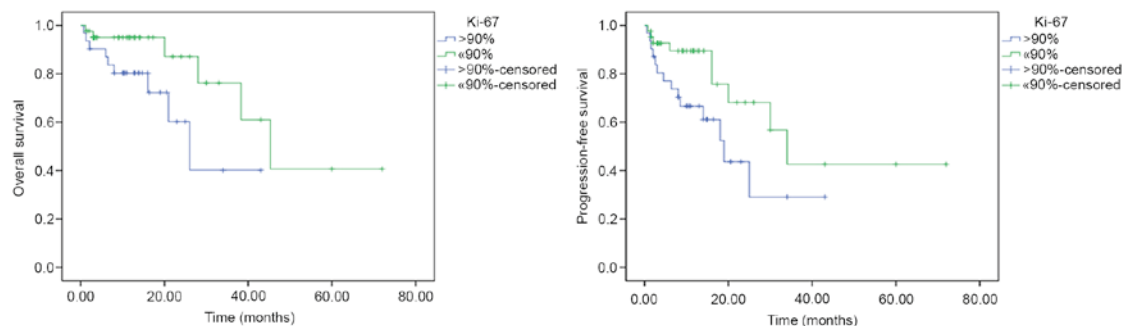 Ki-67
>90%
«90%
>90%-censored
«90%-censored
1.0
0.8
0.6
0.4
0.2
0.0
Overall survival
0.00 20.00 40.00 60.00 80.00
Time (months)
Ki-67
>90%
«90%
>90%-censored
«90%-censored
1.0
0.8
0.6
0.4
0.2
0.0
Progression-free survival
0.00 20.00 40.00 60.00 80.00
Time (months)